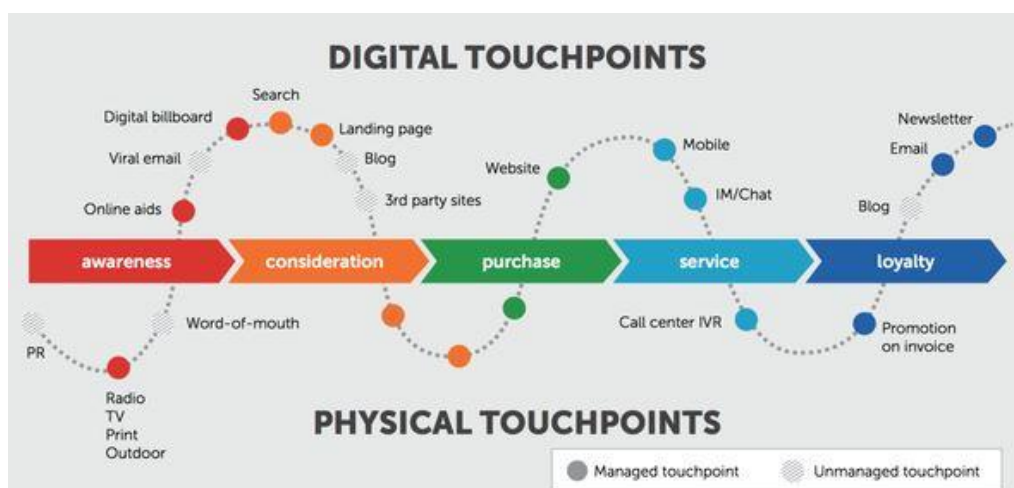 DIGITAL TOUCHPOINTS
Search
Digital billboard
Landing page
Viral email
Blog
Online aids
3rd party sites
Website
Mobile
IM/Chat
Newsletter
Email
Blog
awareness
consideration
purchase
service
loyalty
PR
Word-of-mouth
Radio
TV
Print
Outdoor
Call center IVR
Promotion
on invoice
PHYSICAL TOUCHPOINTS
Managed touchpoint
Unmanaged touchpoint